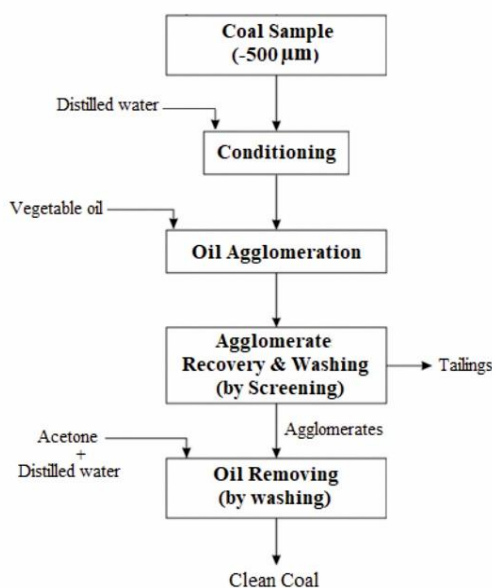 Coal Sample
(-500 µm)
Distilled water
Conditioning
Vegetable oil
Oil Agglomeration
Agglomerate
Recovery & Washing
(by Screening)
Tailings
Agglomerates
Acetone
+
Distilled water
Oil Removing
(by washing)
Clean Coal